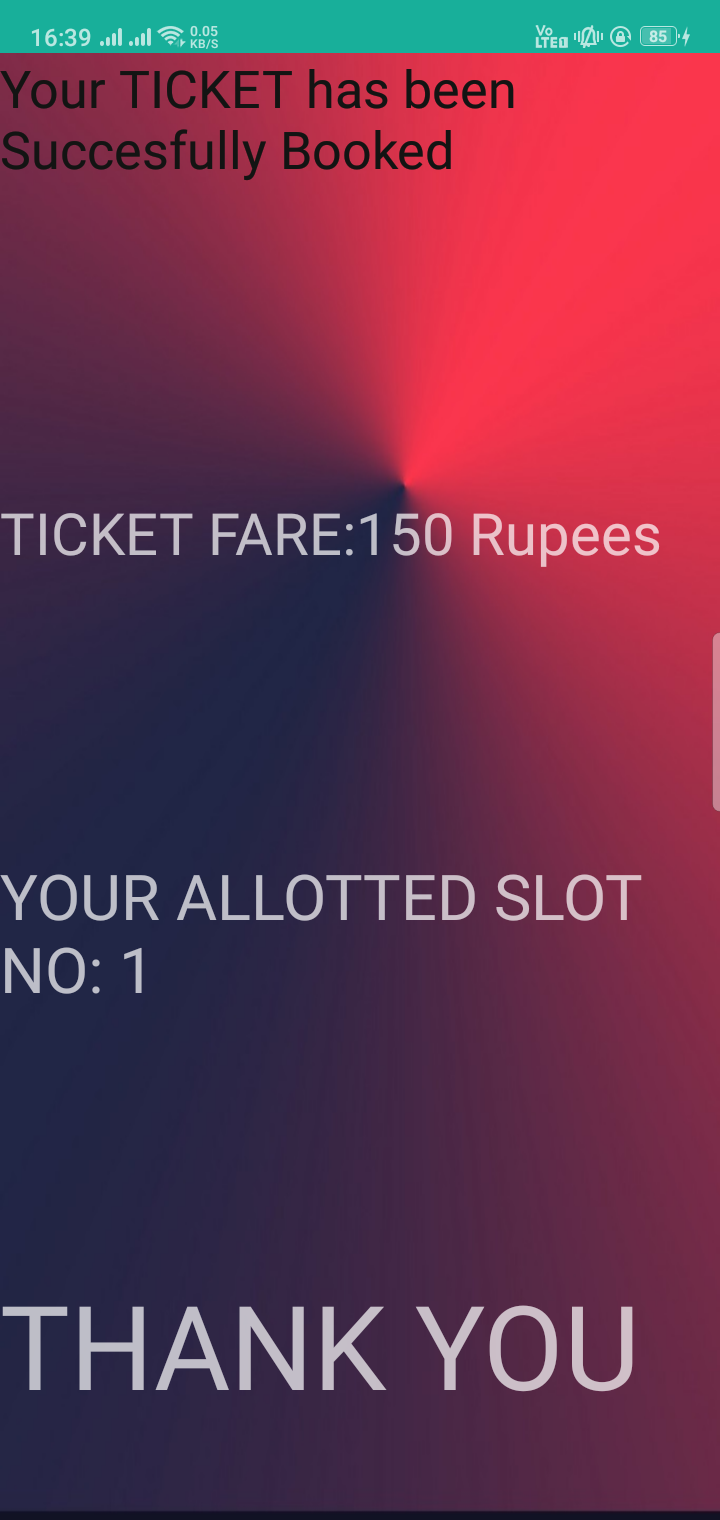 16:39 0.05 KB/S Vo LTE 85
Your TICKET has been
Succesfully Booked
TICKET FARE:150 Rupees
YOUR ALLOTTED SLOT
NO: 1
THANK YOU